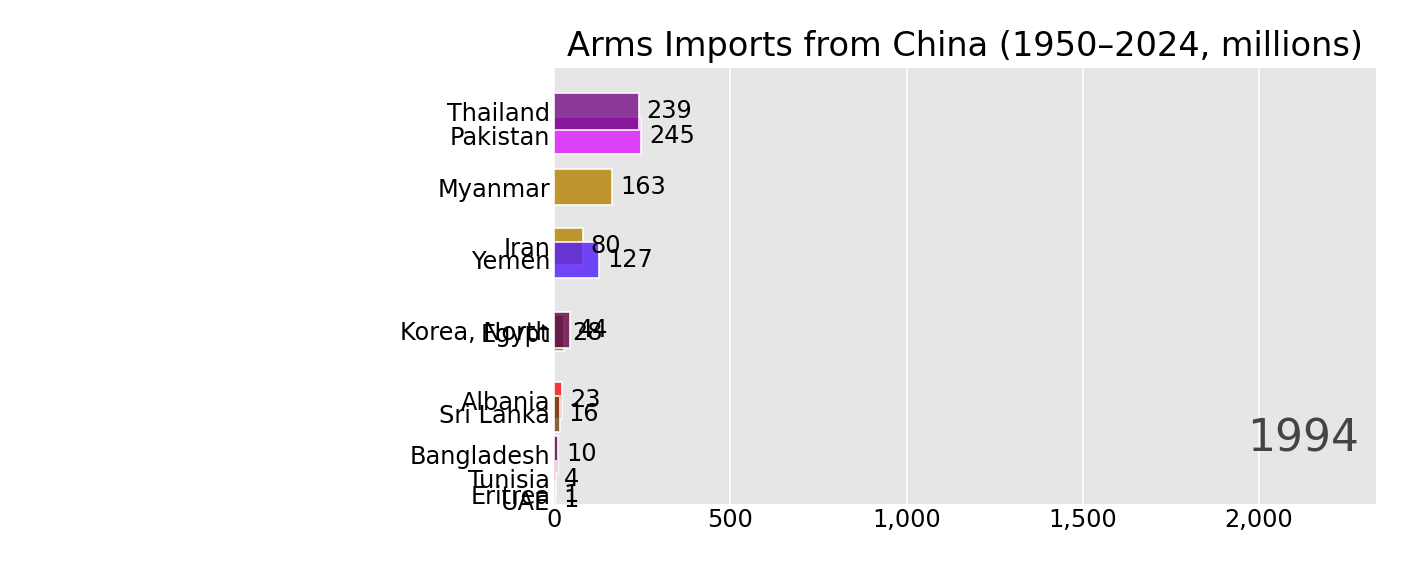 Arms Imports from China (1950–2024, millions)
Thailand 239
Pakistan 245
Myanmar 163
Iran 80
Yemen 127
Korea, North 44
Egypt 28
Albania 23
Sri Lanka 16
Bangladesh 10
Tunisia 4
Eritrea 1
UAE 1
1994
0 500 1,000 1,500 2,000